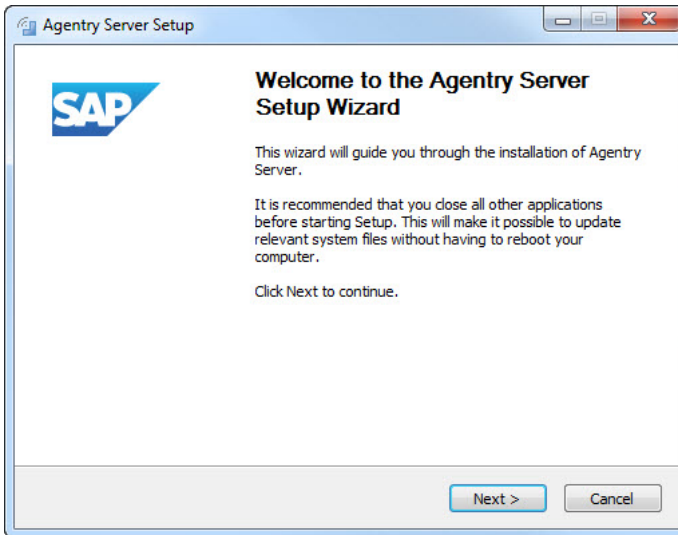 Agentry Server Setup
SAP
Welcome to the Agentry Server
Setup Wizard
This wizard will guide you through the installation of Agentry
Server.
It is recommended that you close all other applications
before starting Setup. This will make it possible to update
relevant system files without having to reboot your
computer.
Click Next to continue.
Next >
Cancel